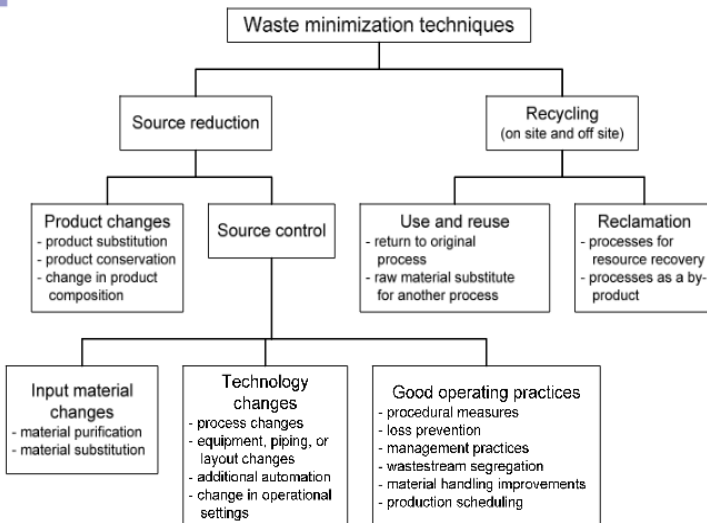 Waste minimization techniques
Source reduction
Recycling
(on site and off site)
Product changes
- product substitution
- product conservation
- change in product
composition
Source control
Use and reuse
- return to original
process
- raw material substitute
for another process
Reclamation
- processes for
resource recovery
- processes as a by-
product
Input material
changes
- material purification
- material substitution
Technology
changes
- process changes
- equipment, piping, or
layout changes
- additional automation
- change in operational
settings
Good operating practices
- procedural measures
- loss prevention
- management practices
- wastestream segregation
- material handling improvements
- production scheduling